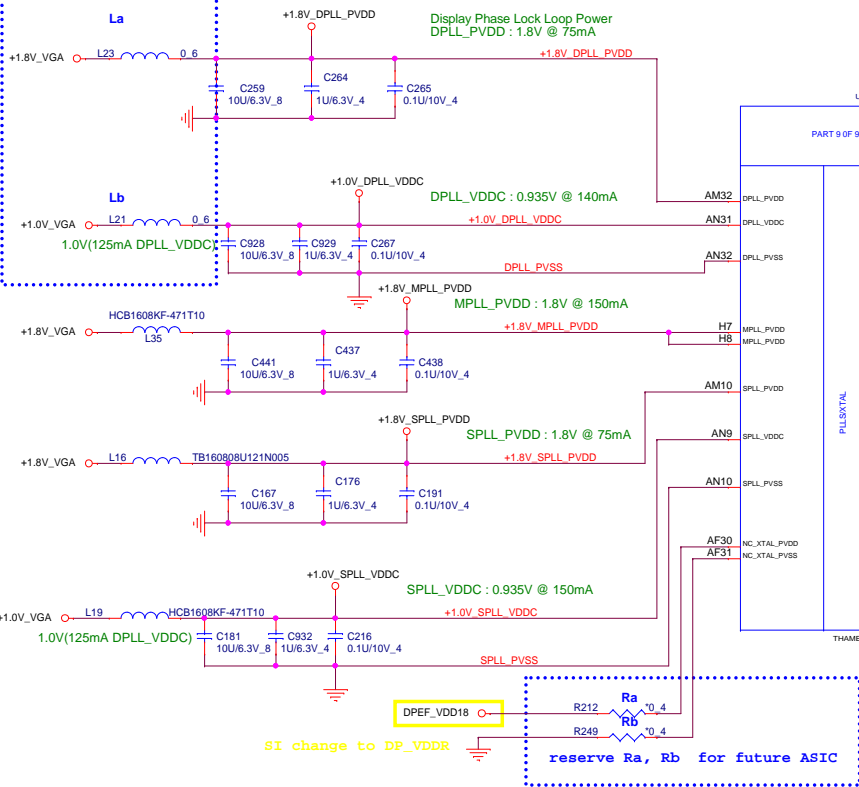 La
+1.8V_DPLL_PVDD
Display Phase Lock Loop Power
DPLL_PVDD : 1.8V @ 75mA
+1.8V_VGA
L23
0_6
+1.8V_DPLL_PVDD
C259
10U/6.3V_8
C264
1U/6.3V_4
C265
0.1U/10V_4
U
PART 9 0F 9
Lb
+1.0V_DPLL_VDDC
DPLL_VDDC : 0.935V @ 140mA
AM32
DPLL_PVDD
+1.0V_VGA
L21
0_6
+1.0V_DPLL_VDDC
AN31
DPLL_VDDC
1.0V(125mA DPLL_VDDC)
C928
10U/6.3V_8
C929
1U/6.3V_4
C267
0.1U/10V_4
DPLL_PVSS
AN32
DPLL_PVSS
+1.8V_MPLL_PVDD
MPLL_PVDD : 1.8V @ 150mA
HCB1608KF-471T10
+1.8V_VGA
L35
+1.8V_MPLL_PVDD
H7
MPLL_PVDD
H8
MPLL_PVDD
C441
10U/6.3V_8
C437
1U/6.3V_4
C438
0.1U/10V_4
AM10
SPLL_PVDD
PLLS/XTAL
+1.8V_SPLL_PVDD
SPLL_PVDD : 1.8V @ 75mA
AN9
SPLL_VDDC
+1.8V_VGA
L16
TB160808U121N005
+1.8V_SPLL_PVDD
C167
10U/6.3V_8
C176
1U/6.3V_4
C191
0.1U/10V_4
AN10
SPLL_PVSS
AF30
NC_XTAL_PVDD
AF31
NC_XTAL_PVSS
+1.0V_SPLL_VDDC
SPLL_VDDC : 0.935V @ 150mA
+1.0V_VGA
L19
HCB1608KF-471T10
+1.0V_SPLL_VDDC
1.0V(125mA DPLL_VDDC)
C181
10U/6.3V_8
C932
1U/6.3V_4
C216
0.1U/10V_4
SPLL_PVSS
THAME
DPEF_VDD18
R212
Ra
*0_4
R249
Rb
*0_4
SI change to DP_VDDR
reserve Ra, Rb for future ASIC